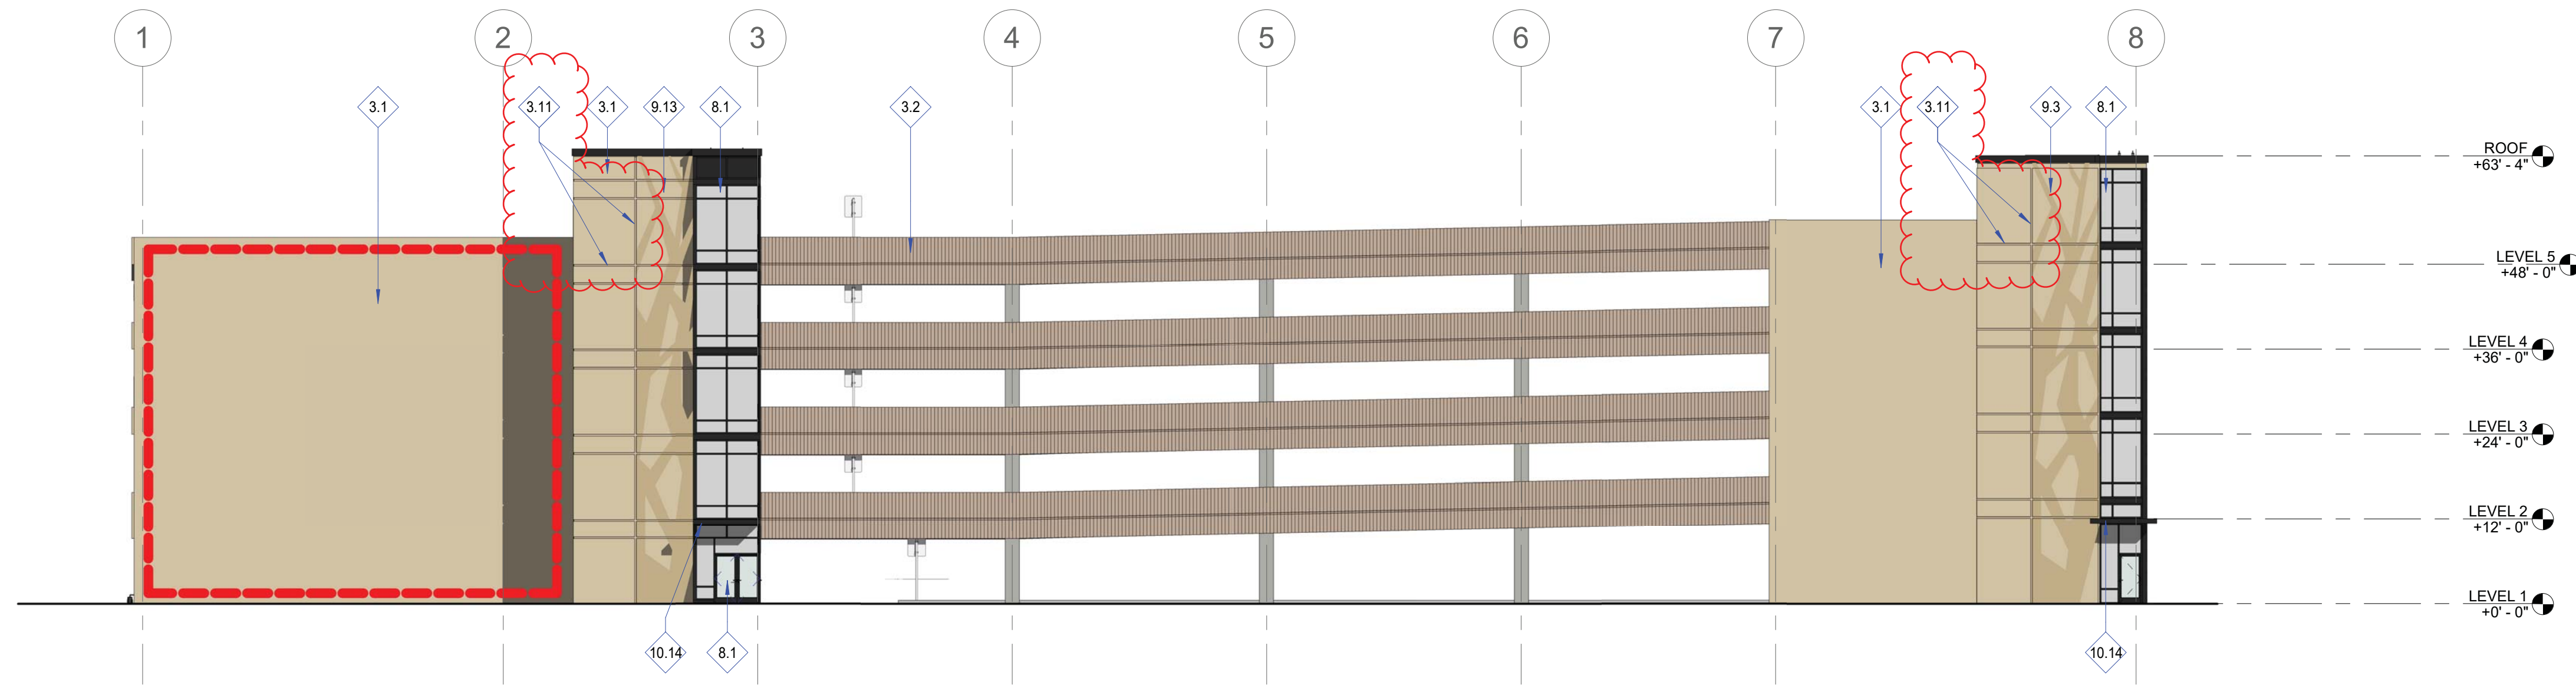 1 2 3 4 5 6 7 8
3.1 3.11 3.1 9.13 8.1 3.2 3.1 3.11 9.3 8.1
ROOF
+63' - 4"
LEVEL 5
+48' - 0"
LEVEL 4
+36' - 0"
LEVEL 3
+24' - 0"
LEVEL 2
+12' - 0"
LEVEL 1
+0' - 0"
10.14 8.1 10.14